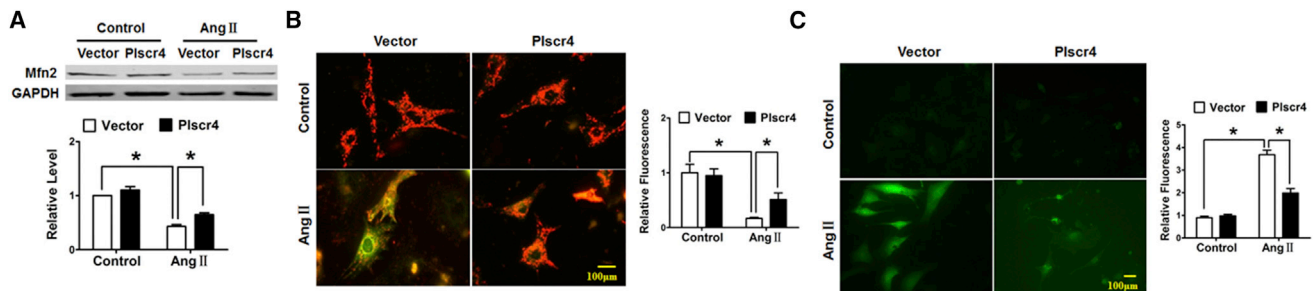 A
Control Ang Ⅱ
Vector Plscr4 Vector Plscr4
Mfn2
GAPDH
Vector Plscr4
Relative Level
2
1
0
* *
Control Ang Ⅱ
B
Vector Plscr4
Control
Ang Ⅱ
100μm
Vector Plscr4
Relative Fluorescence
2
1
0
* *
Control Ang Ⅱ
C
Vector Plscr4
Control
Ang Ⅱ
100μm
Vector Plscr4
Relative Fluorescence
5
4
3
2
1
0
* *
Control Ang Ⅱ